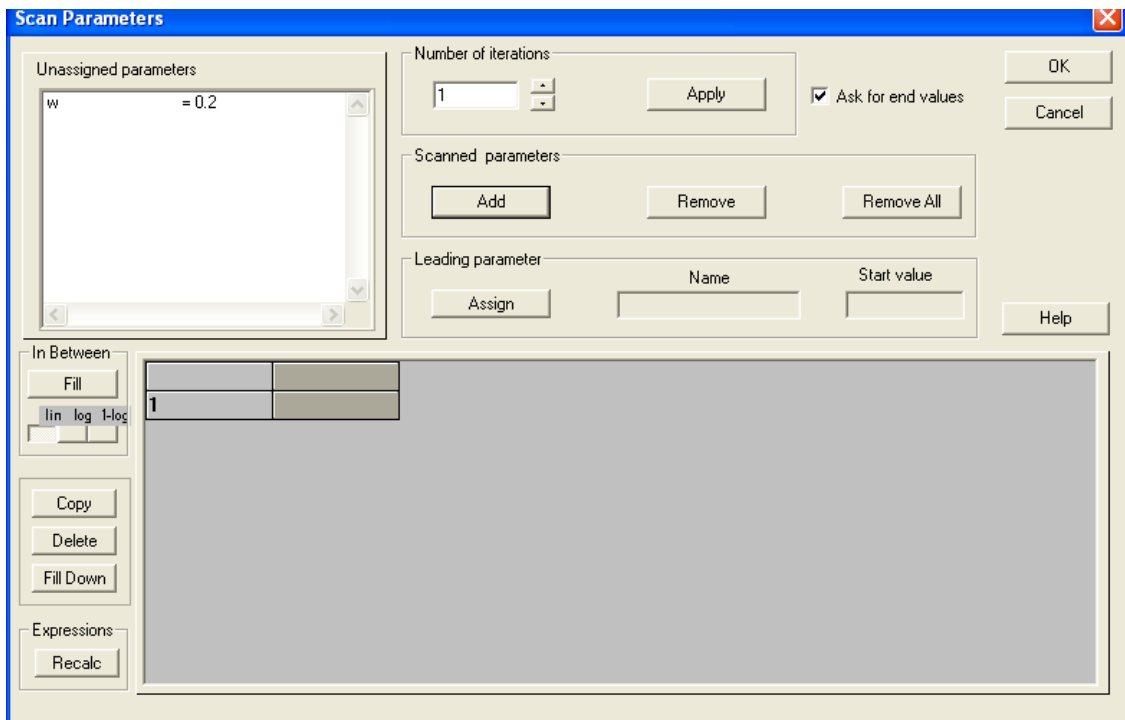 Scan Parameters
Unassigned parameters
w = 0.2
Number of iterations
1
Apply
Ask for end values
OK
Cancel
Scanned parameters
Add
Remove
Remove All
Leading parameter
Name
Start value
Assign
Help
In Between
Fill
lin log 1-log
1
Copy
Delete
Fill Down
Expressions
Recalc